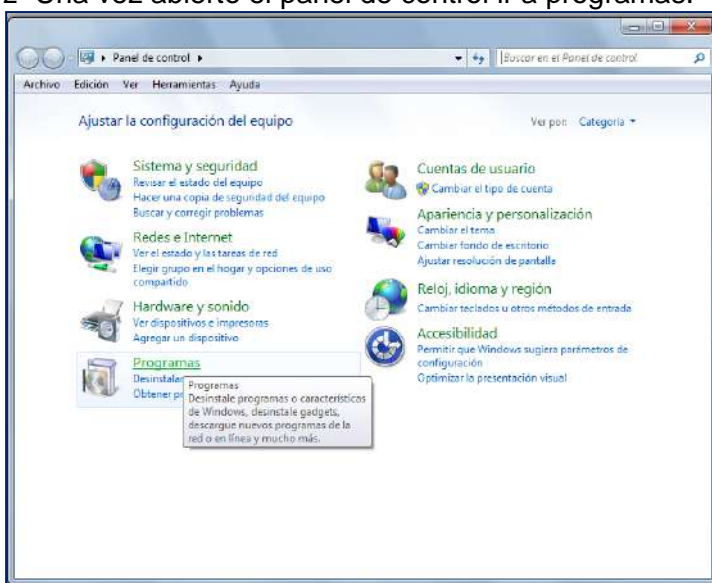 2 Una vez abierto el panel de control ir a programas.
Panel de control
Buscar en el Panel de control
Archivo Edición Ver Herramientas Ayuda
Ajustar la configuración del equipo
Ver por: Categoría
Sistema y seguridad
Revisar el estado del equipo
Hacer una copia de seguridad del equipo
Buscar y corregir problemas
Redes e Internet
Ver el estado y las tareas de red
Elegir grupo en el hogar y opciones de uso
compartido
Hardware y sonido
Ver dispositivos e impresoras
Agregar un dispositivo
Programas
Desinstalar
Obtener
Programas
Desinstale programas o características
de Windows, desinstale gadgets,
descargue nuevos programas de la
red o en línea y mucho más.
Cuentas de usuario
Cambiar el tipo de cuenta
Apariencia y personalización
Cambiar el tema
Cambiar fondo de escritorio
Ajustar resolución de pantalla
Reloj, idioma y región
Cambiar teclados u otros métodos de entrada
Accesibilidad
Permitir que Windows sugiera parámetros de
configuración
Optimizar la presentación visual